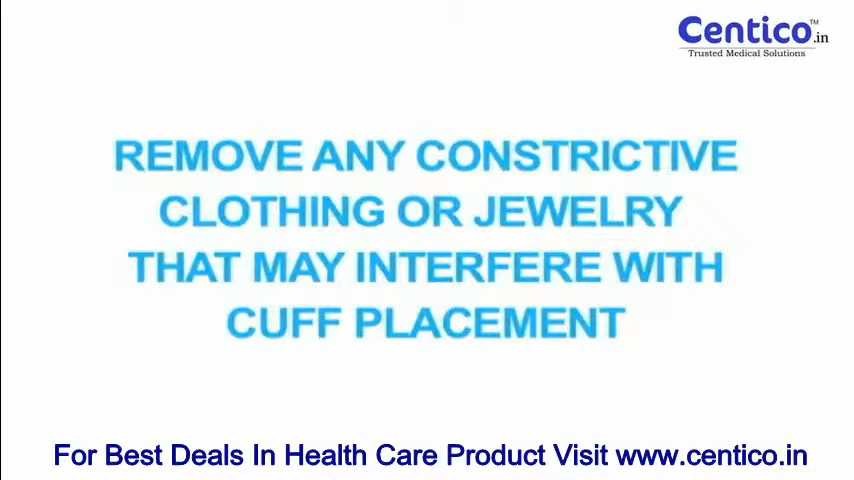 Centico™.in
Trusted Medical Solutions
REMOVE ANY CONSTRICTIVE
CLOTHING OR JEWELRY
THAT MAY INTERFERE WITH
CUFF PLACEMENT
For Best Deals In Health Care Product Visit www.centico.in